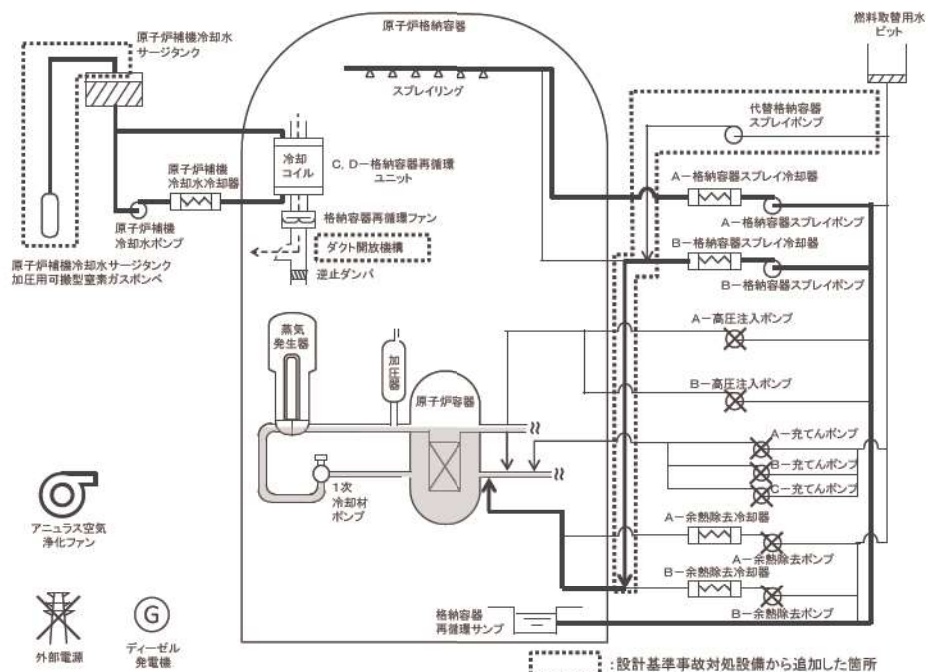 原子炉補機冷却水
サージタンク
原子炉格納容器
燃料取替用水
ピット
スプレイリング
代替格納容器
スプレイポンプ
冷却
コイル
C, D－格納容器再循環
ユニット
原子炉補機
冷却水冷却器
A－格納容器スプレイ冷却器
原子炉補機
冷却水ポンプ
格納容器再循環ファン
A－格納容器スプレイポンプ
ダクト開放機構
B－格納容器スプレイ冷却器
原子炉補機冷却水サージタンク
加圧用可搬型窒素ガスボンベ
逆止ダンパ
B－格納容器スプレイポンプ
蒸気
発生器
加圧器
A－高圧注入ポンプ
原子炉容器
B－高圧注入ポンプ
A－充てんポンプ
B－充てんポンプ
C－充てんポンプ
1次
冷却材
ポンプ
アニュラス空気
浄化ファン
A－余熱除去冷却器
A－余熱除去ポンプ
B－余熱除去冷却器
B－余熱除去ポンプ
格納容器
再循環サンプ
外部電源
G
ディーゼル
発電機
：設計基準事故対処設備から追加した箇所